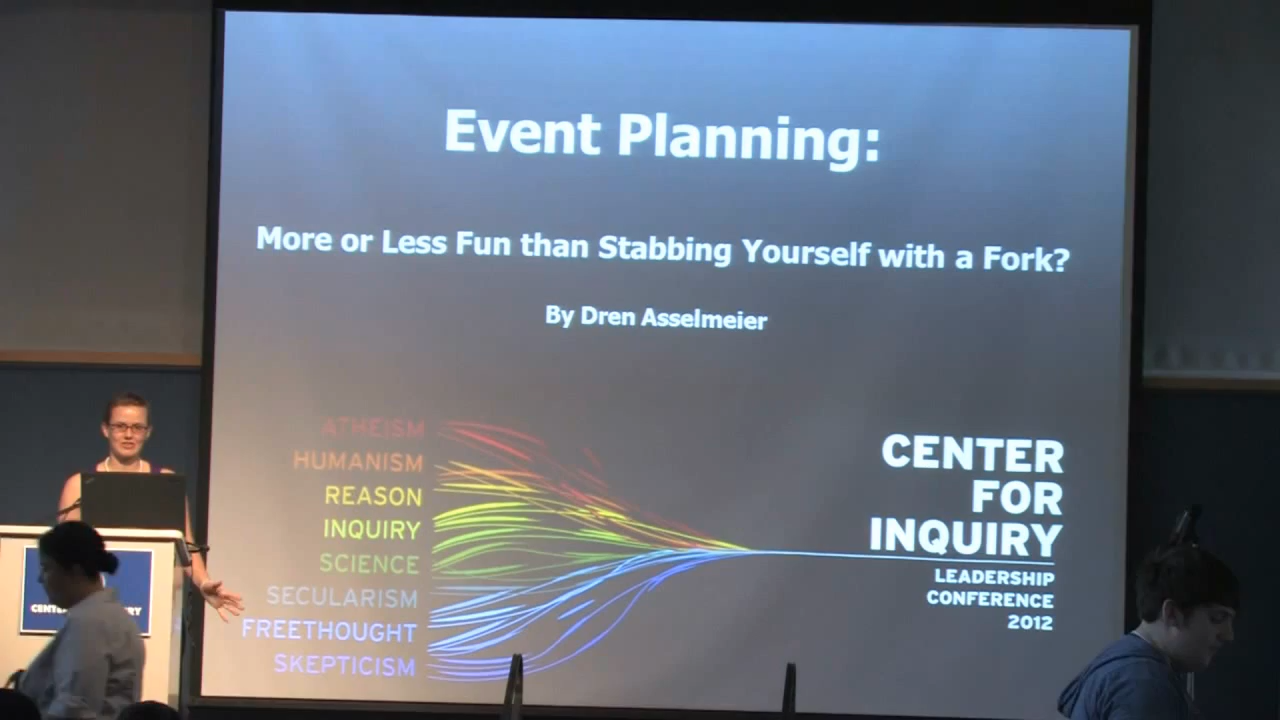 Event Planning:
More or Less Fun than Stabbing Yourself with a Fork?
By Dren Asselmeier
ATHEISM
HUMANISM
REASON
INQUIRY
SCIENCE
SECULARISM
FREETHOUGHT
SKEPTICISM
CENTER
FOR
INQUIRY
LEADERSHIP
CONFERENCE
2012